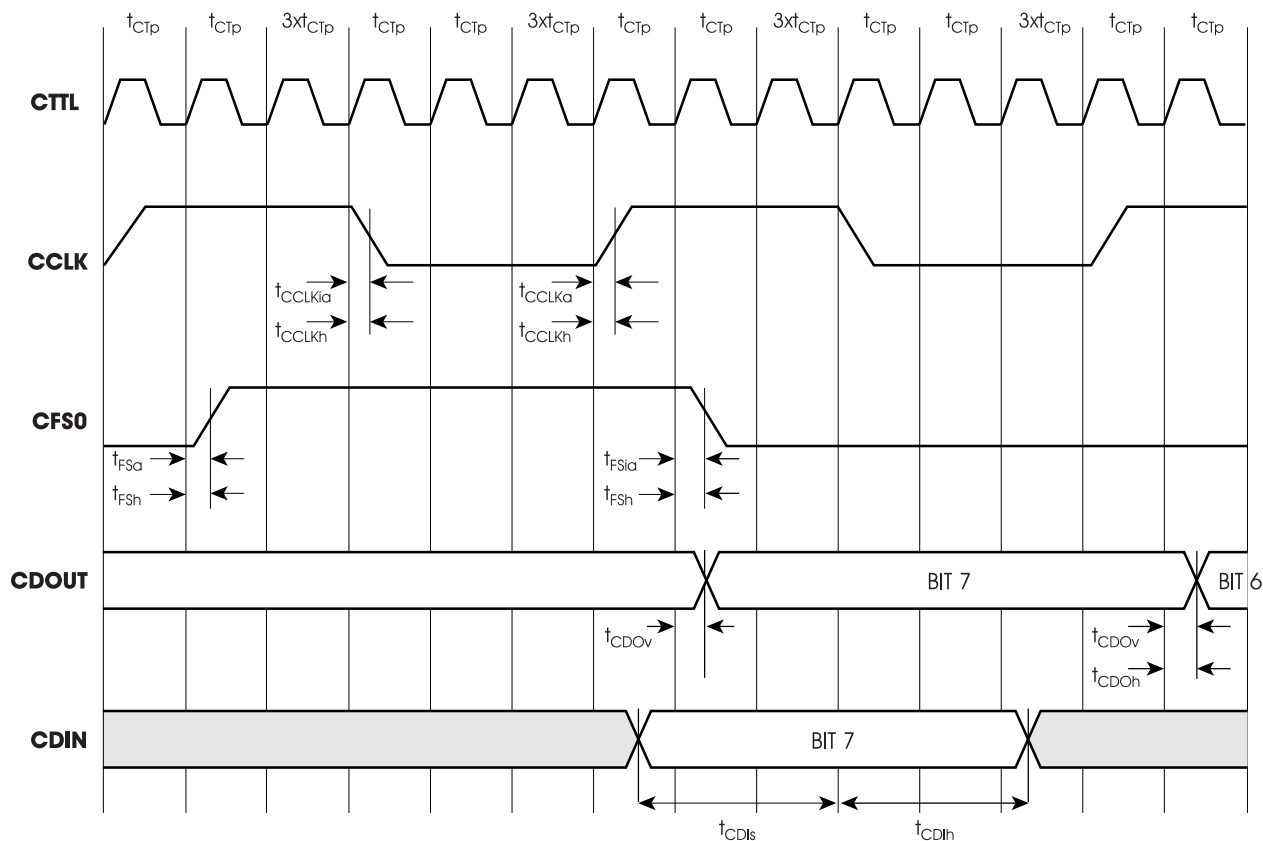 tCTp tCTp 3xtCTp tCTp tCTp 3xtCTp tCTp tCTp 3xtCTp tCTp tCTp 3xtCTp tCTp tCTp
CTTL
CCLK
tCCLKia tCCLKa
tCCLKh tCCLKh
CFS0
tFSa tFSia
tFSh tFSh
CDOUT BIT 7 BIT 6
tCDOv tCDOv
tCDOh
CDIN BIT 7
tCDIs tCDIh